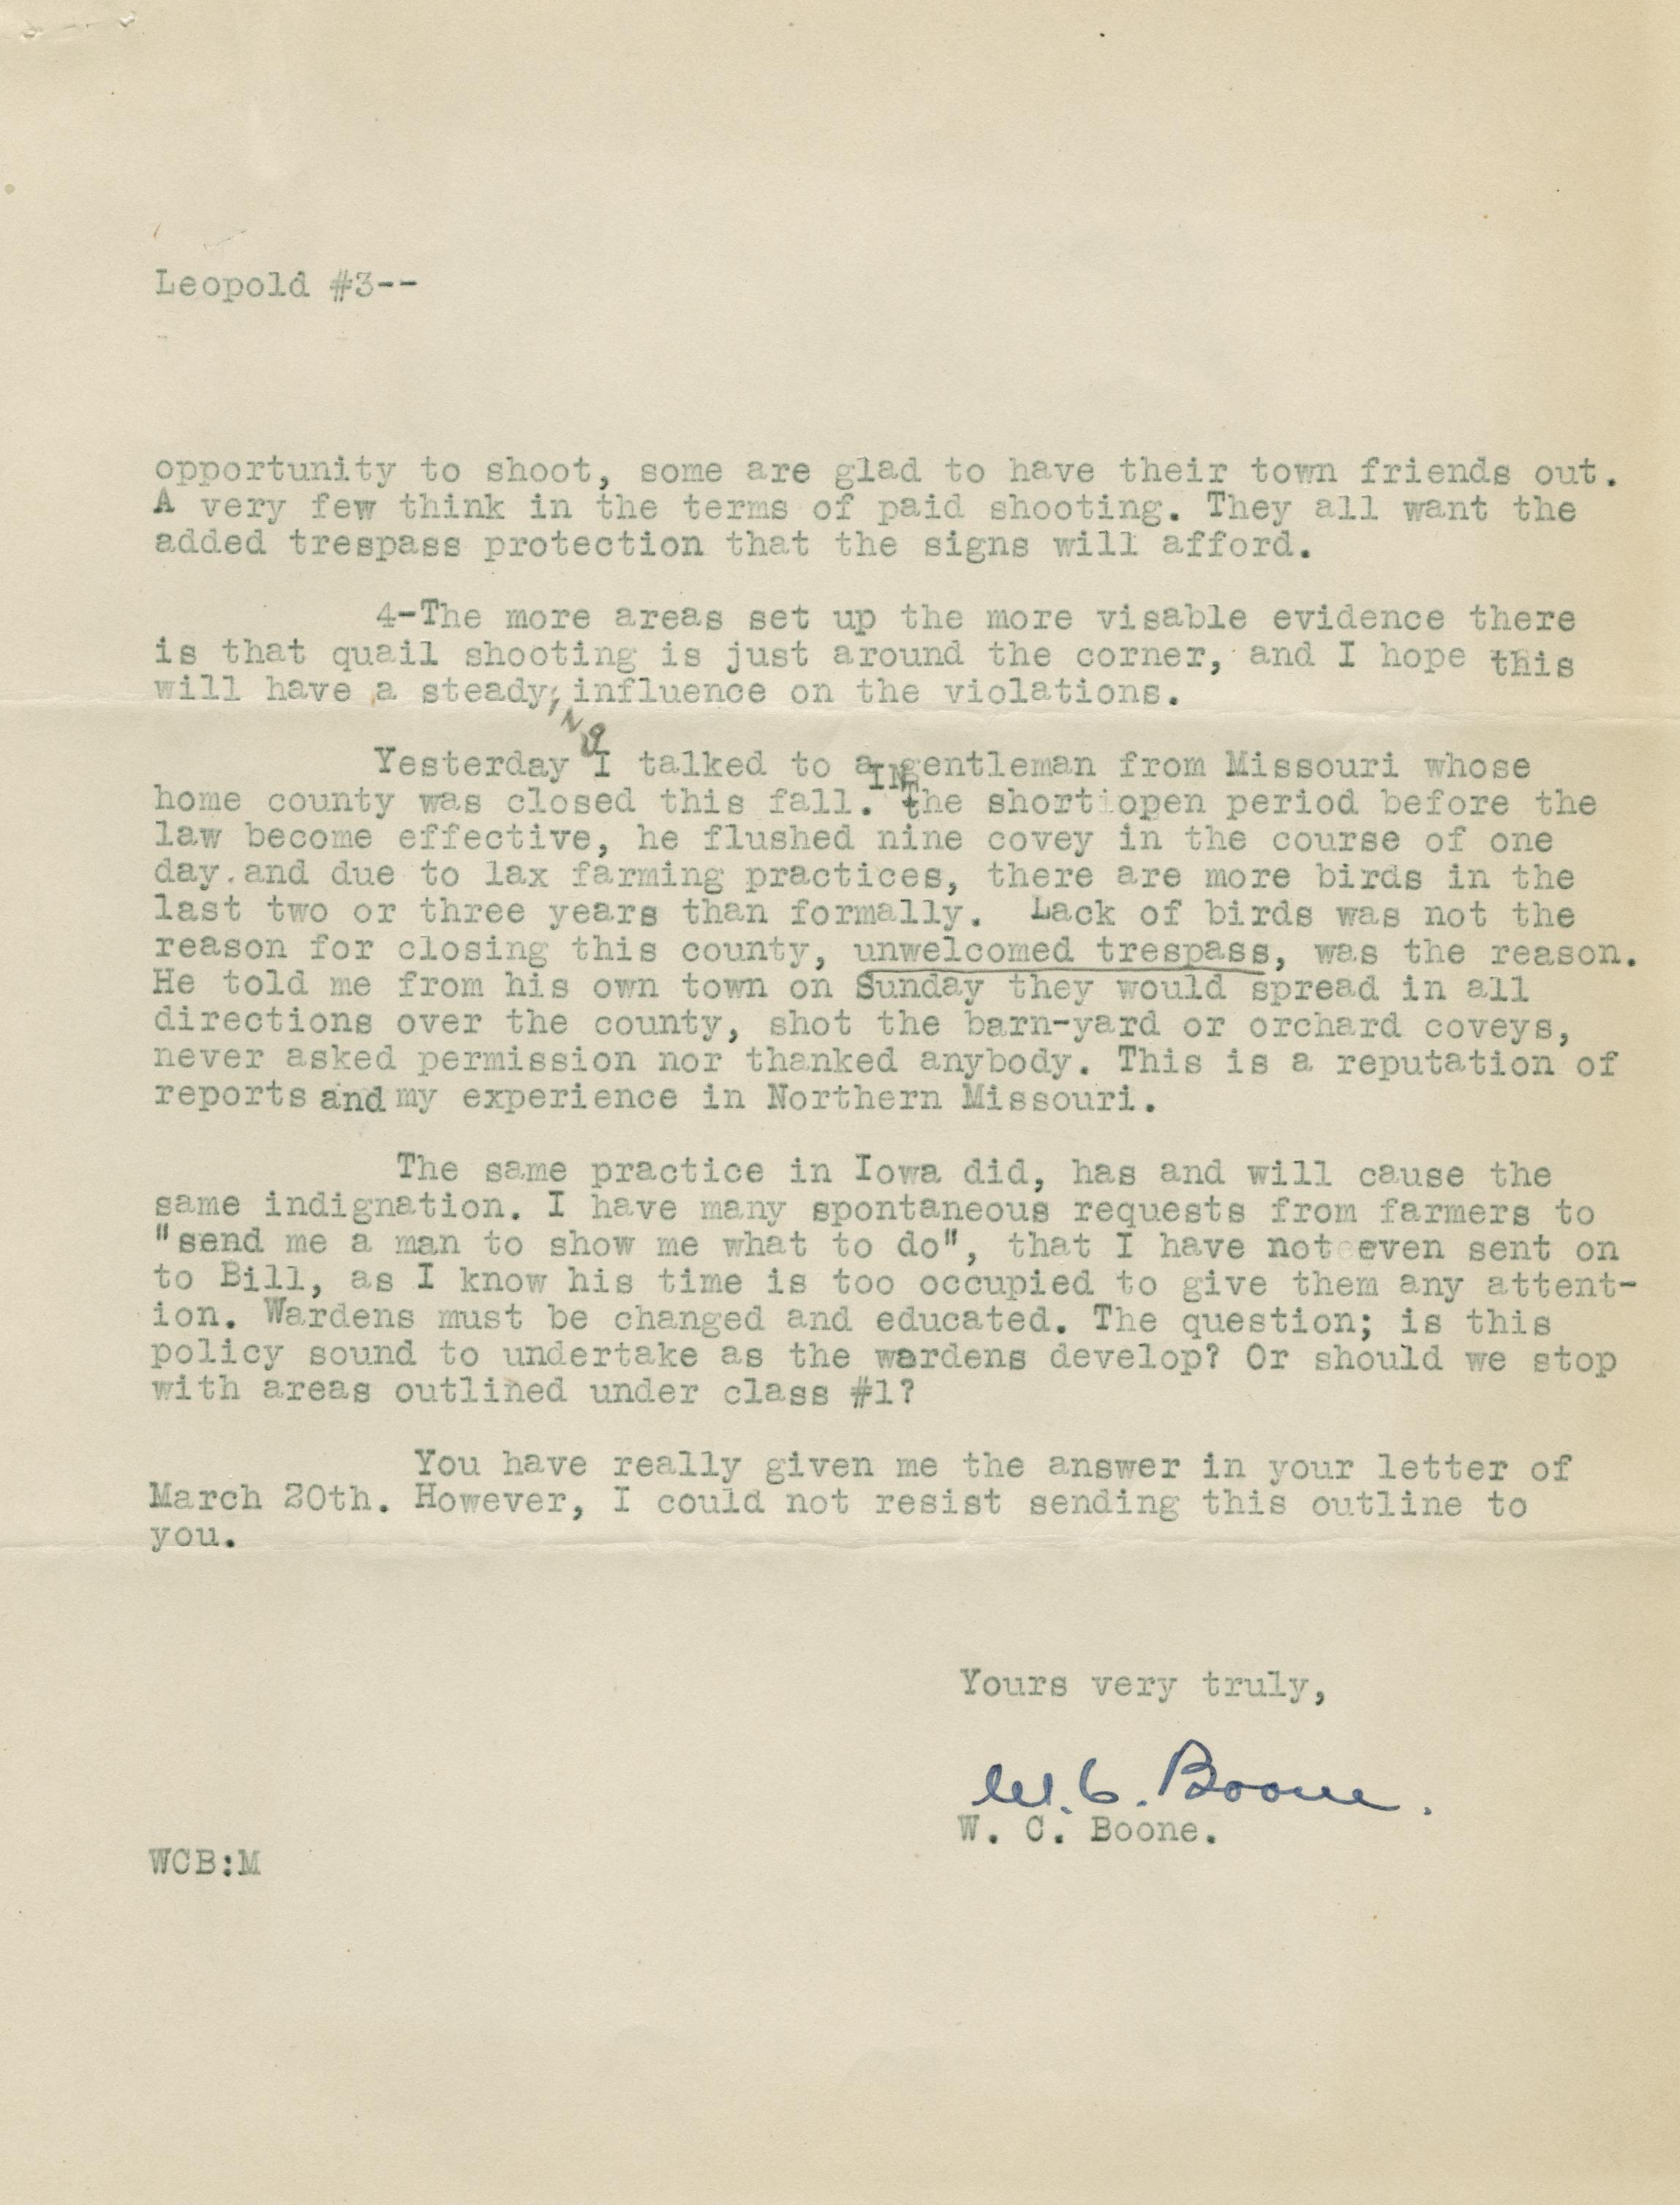 Leopold #3--
opportunity to shoot, some are glad to have their town friends out.
A very few think in the terms of paid shooting. They all want the
added trespass protection that the signs will afford.
4-The more areas set up the more visable evidence there
is that quail shooting is just around the corner, and I hope this
will have a steadying influence on the violations.
Yesterday I talked to a gentleman from Missouri whose
home county was closed this fall. IN the short open period before the
law become effective, he flushed nine covey in the course of one
day.and due to lax farming practices, there are more birds in the
last two or three years than formally. Lack of birds was not the
reason for closing this county, unwelcomed trespass, was the reason.
He told me from his own town on Sunday they would spread in all
directions over the county, shot the barn-yard or orchard coveys,
never asked permission nor thanked anybody. This is a reputation of
reports and my experience in Northern Missouri.
The same practice in Iowa did, has and will cause the
same indignation. I have many spontaneous requests from farmers to
"send me a man to show me what to do", that I have not even sent on
to Bill, as I know his time is too occupied to give them any attent-
ion. Wardens must be changed and educated. The question; is this
policy sound to undertake as the wardens develop? Or should we stop
with areas outlined under class #1?
You have really given me the answer in your letter of
March 20th. However, I could not resist sending this outline to
you.
Yours very truly,
W. C. Boone.
W. C. Boone.
WCB:M